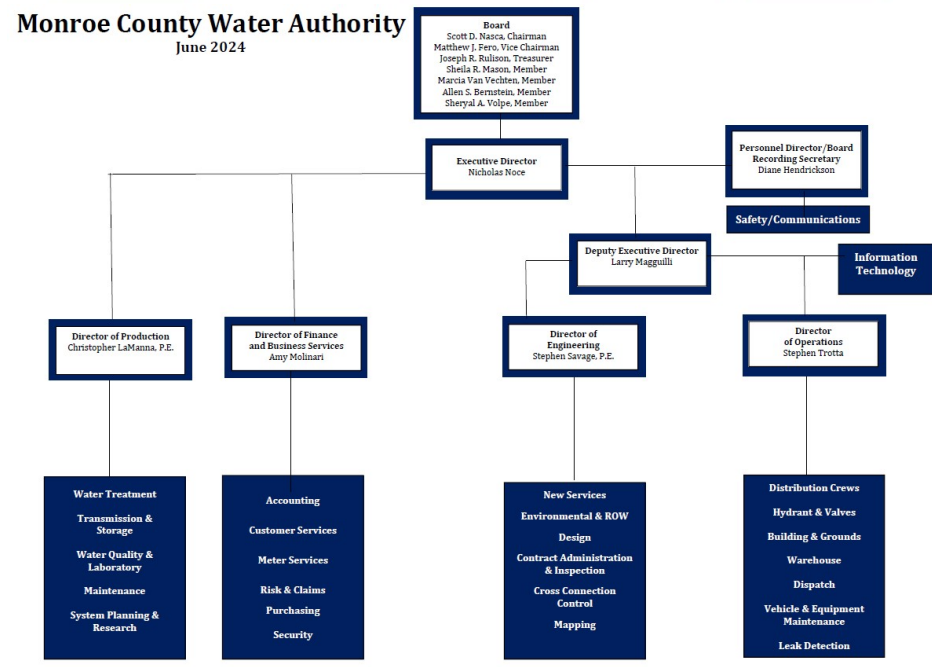 Monroe County Water Authority
June 2024
Board
Scott D. Nasca, Chairman
Matthew J. Fero, Vice Chairman
Joseph R. Rulison, Treasurer
Sheila R. Mason, Member
Marcia Van Vechten, Member
Allen S. Bernstein, Member
Sheryal A. Volpe, Member
Executive Director
Nicholas Noce
Personnel Director/Board
Recording Secretary
Diane Hendrickson
Safety/Communications
Deputy Executive Director
Larry Magguilli
Information
Technology
Director of Production
Christopher LaManna, P.E.
Director of Finance
and Business Services
Amy Molinari
Director of
Engineering
Stephen Savage, P.E.
Director
of Operations
Stephen Trotta
Water Treatment
Transmission &
Storage
Water Quality &
Laboratory
Maintenance
System Planning &
Research
Accounting
Customer Services
Meter Services
Risk & Claims
Purchasing
Security
New Services
Environmental & ROW
Design
Contract Administration
& Inspection
Cross Connection
Control
Mapping
Distribution Crews
Hydrant & Valves
Building & Grounds
Warehouse
Dispatch
Vehicle & Equipment
Maintenance
Leak Detection